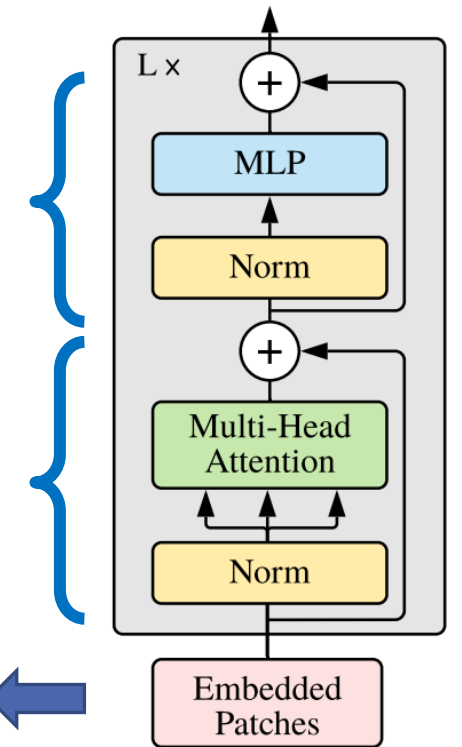 L ×
+
MLP
Norm
+
Multi-Head
Attention
Norm
Embedded
Patches